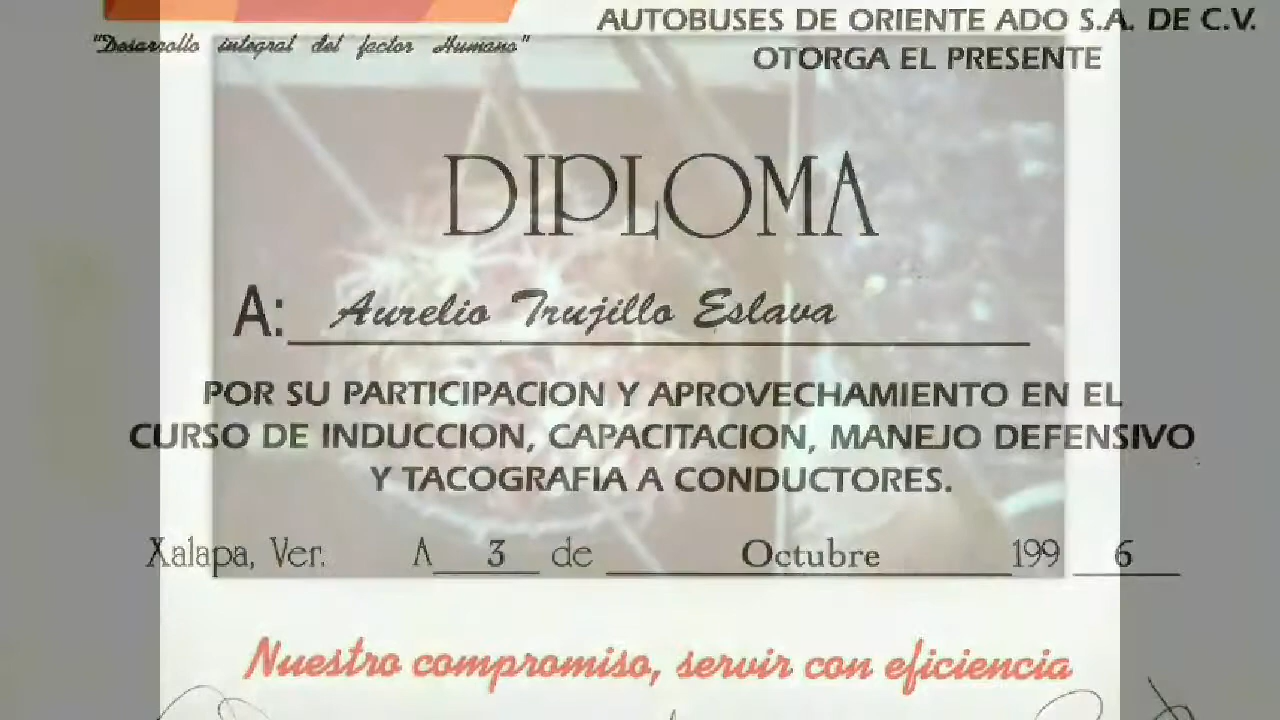 AUTOBUSES DE ORIENTE ADO S.A. DE C.V.
"Desarrollo integral del factor Humano"
OTORGA EL PRESENTE
DIPLOMA
A: Aurelio Trujillo Eslava
POR SU PARTICIPACION Y APROVECHAMIENTO EN EL
CURSO DE INDUCCION, CAPACITACION, MANEJO DEFENSIVO
Y TACOGRAFIA A CONDUCTORES.
Xalapa, Ver. A 3 de Octubre 199 6
Nuestro compromiso, servir con eficiencia